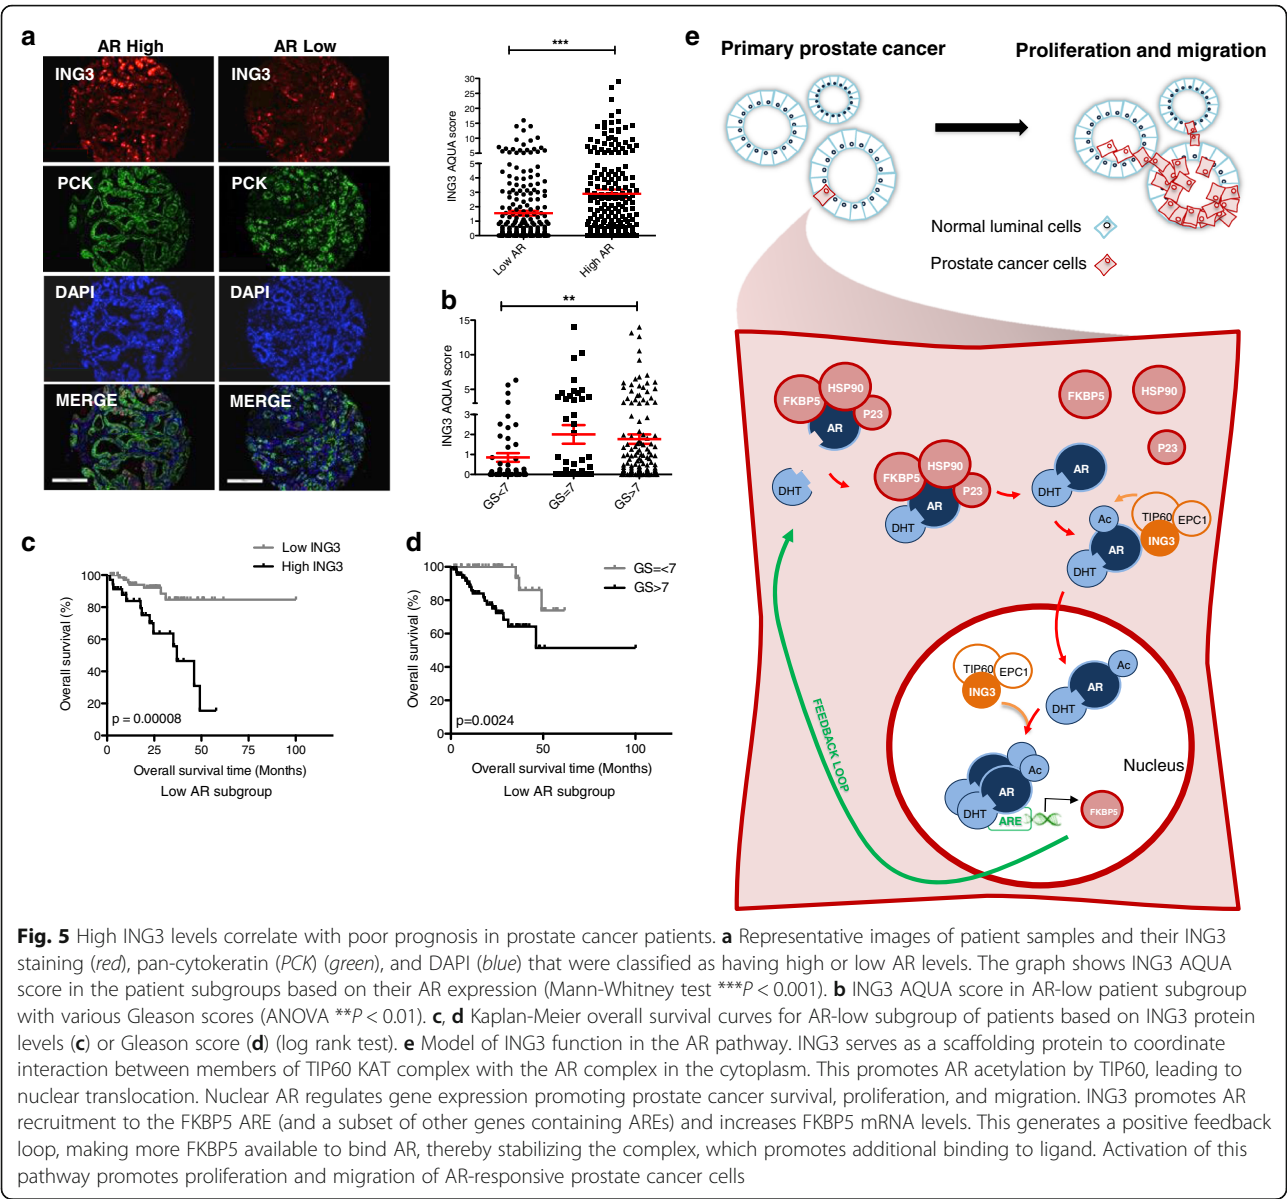 a
AR High
AR Low
ING3
ING3
PCK
PCK
DAPI
DAPI
MERGE
MERGE
***
ING3 AQUA score
30
25
20
15
10
5
5
4
3
2
1
0
Low AR
High AR
b
**
ING3 AQUA score
15
10
5
3
2
1
0
GS<7
GS=7
GS>7
c
Low ING3
High ING3
Overall survival (%)
100
80
60
40
20
0
p = 0.00008
0 25 50 75 100
Overall survival time (Months)
Low AR subgroup
d
GS=<7
GS>7
Overall survival (%)
100
80
60
40
20
0
p=0.0024
0 50 100
Overall survival time (Months)
Low AR subgroup
e
Primary prostate cancer
Proliferation and migration
Normal luminal cells
Prostate cancer cells
FKBP5
HSP90
P23
AR
DHT
FKBP5
HSP90
P23
AR
DHT
FKBP5
HSP90
P23
AR
DHT
Ac
AR
DHT
TIP60
EPC1
ING3
TIP60
EPC1
ING3
Ac
AR
DHT
Nucleus
Ac
AR
DHT
ARE
FKBP5
FEEDBACK LOOP
Fig. 5 High ING3 levels correlate with poor prognosis in prostate cancer patients. a Representative images of patient samples and their ING3
staining (red), pan-cytokeratin (PCK) (green), and DAPI (blue) that were classified as having high or low AR levels. The graph shows ING3 AQUA
score in the patient subgroups based on their AR expression (Mann-Whitney test ***P < 0.001). b ING3 AQUA score in AR-low patient subgroup
with various Gleason scores (ANOVA **P < 0.01). c, d Kaplan-Meier overall survival curves for AR-low subgroup of patients based on ING3 protein
levels (c) or Gleason score (d) (log rank test). e Model of ING3 function in the AR pathway. ING3 serves as a scaffolding protein to coordinate
interaction between members of TIP60 KAT complex with the AR complex in the cytoplasm. This promotes AR acetylation by TIP60, leading to
nuclear translocation. Nuclear AR regulates gene expression promoting prostate cancer survival, proliferation, and migration. ING3 promotes AR
recruitment to the FKBP5 ARE (and a subset of other genes containing AREs) and increases FKBP5 mRNA levels. This generates a positive feedback
loop, making more FKBP5 available to bind AR, thereby stabilizing the complex, which promotes additional binding to ligand. Activation of this
pathway promotes proliferation and migration of AR-responsive prostate cancer cells